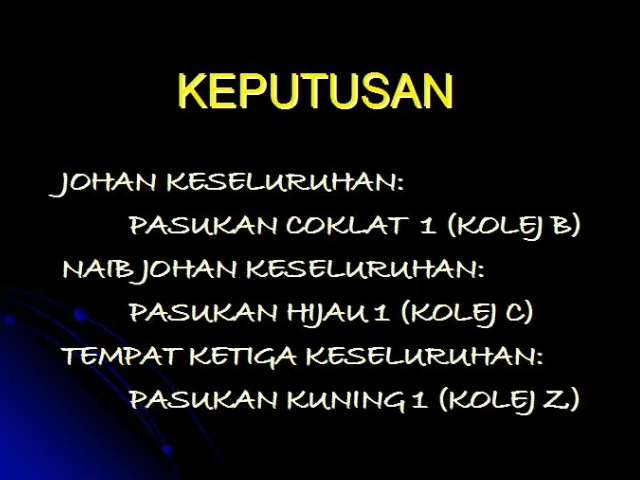 KEPUTUSAN
JOHAN KESELURUHAN:
PASUKAN COKLAT 1 (KOLEJ B)
NAIB JOHAN KESELURUHAN:
PASUKAN HIJAU 1 (KOLEJ C)
TEMPAT KETIGA KESELURUHAN:
PASUKAN KUNING 1 (KOLEJ Z)